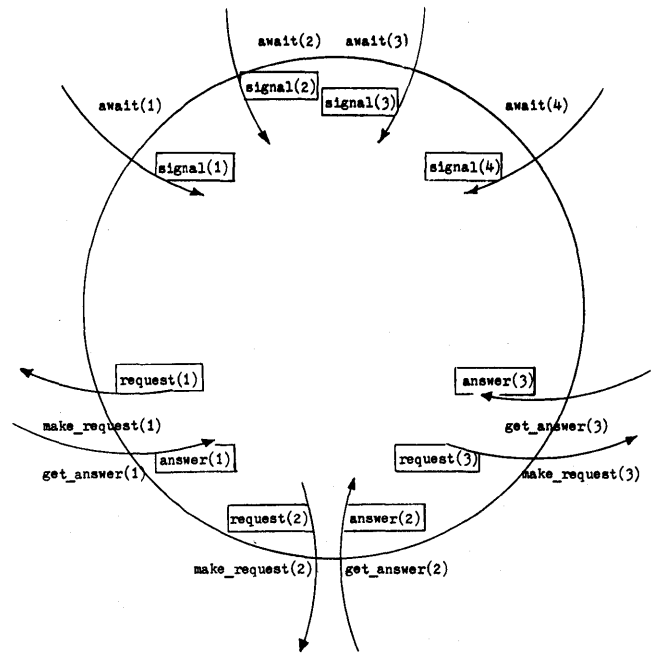 await(2) await(3)
signal(2)
signal(3)
await(1)
await(4)
signal(1)
signal(4)
request(1)
answer(3)
make_request(1)
get_answer(3)
answer(1)
request(3)
get_answer(1)
make_request(3)
request(2)
answer(2)
make_request(2)
get_answer(2)